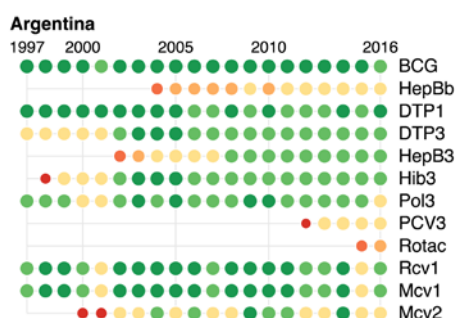 Argentina
1997 2000 2005 2010 2016
BCG
HepBb
DTP1
DTP3
HepB3
Hib3
Pol3
PCV3
Rotac
Rcv1
Mcv1
Mcv2